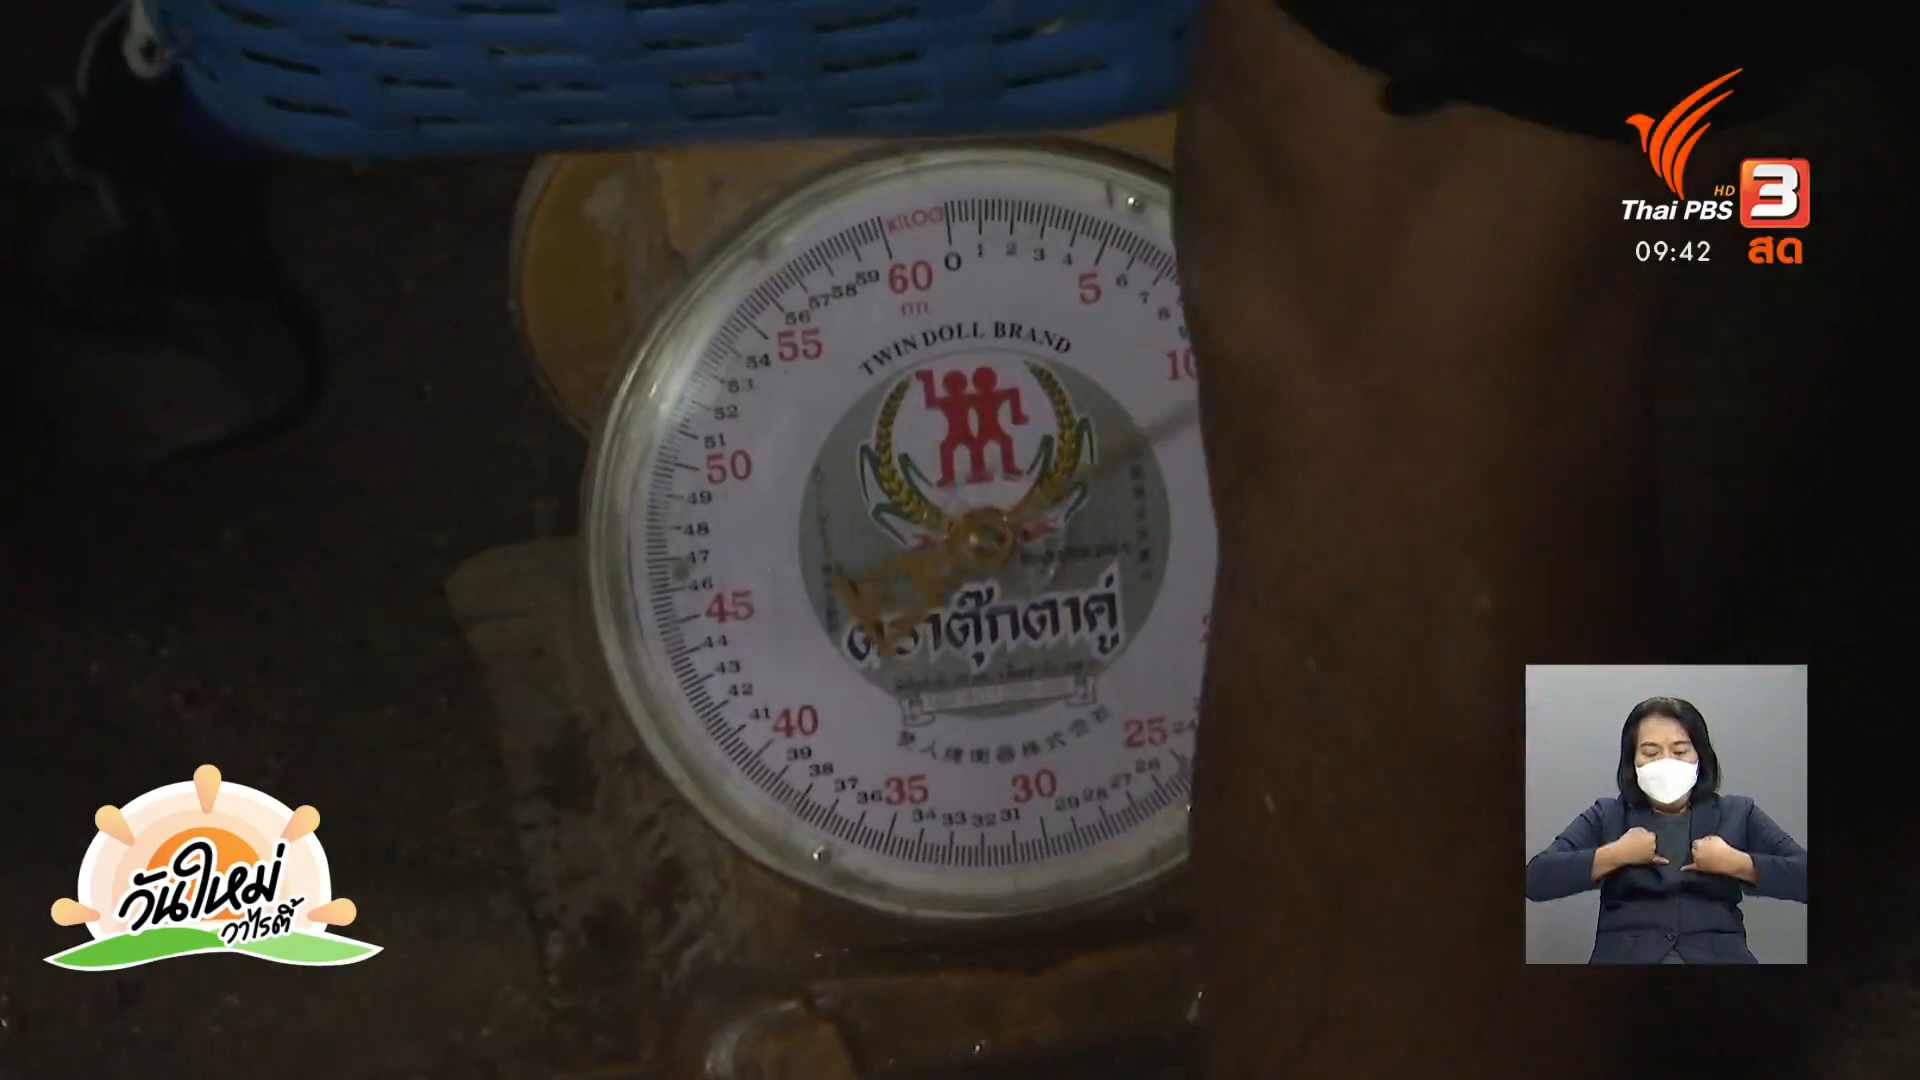 Thai PBS HD 3
09:42 สด
KILOG
0 1 2 3 4 5 6 7 8
10
60 59 58 57 56
กก.
55 54 53 52 51
50 49 48 47 46
45 44 43 42 41
40 39 38 37 36
35 34 33 32 31
30 29 28 27 26
25 24
TWIN DOLL BRAND
ตราตุ๊กตาคู่
วันใหม่
วาไรตี้